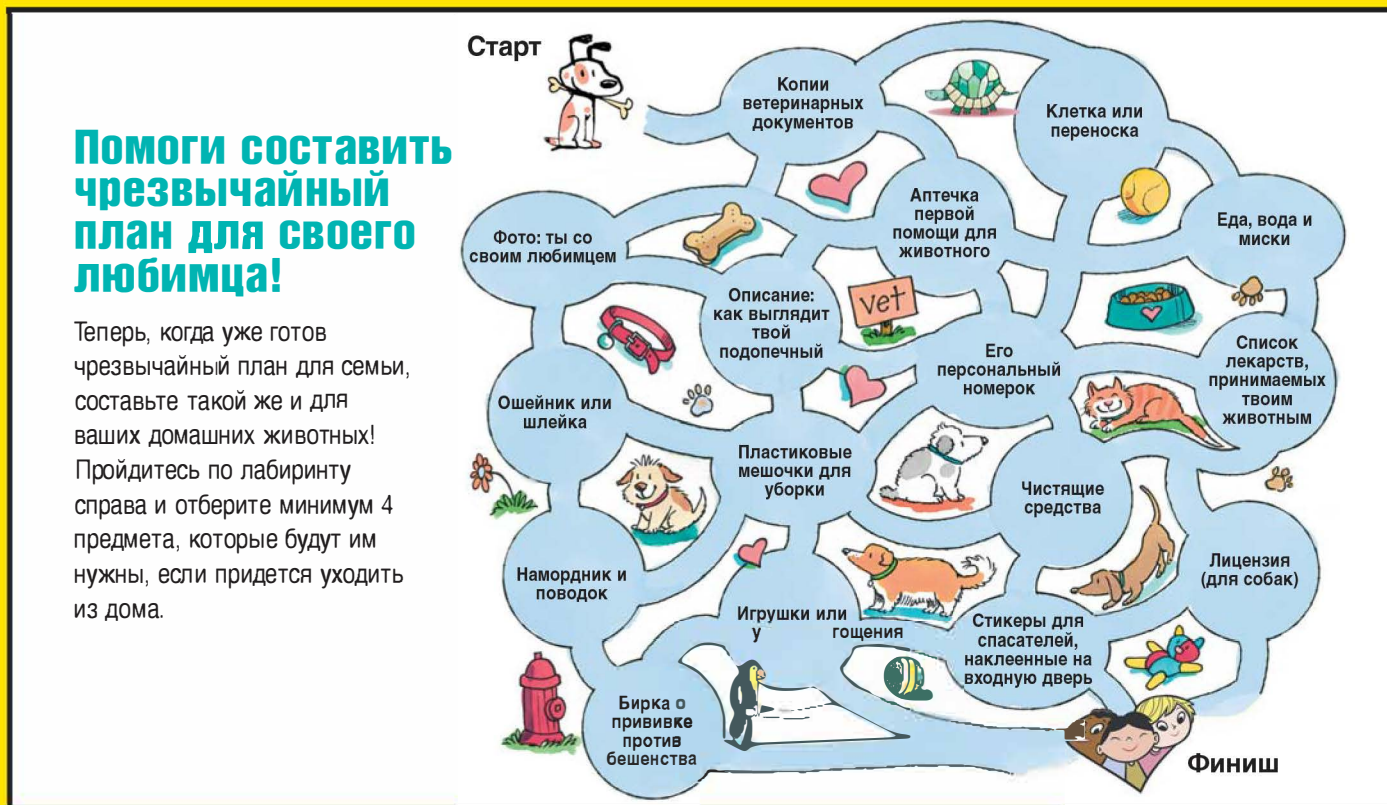 Помоги составить
чрезвычайный
план для своего
любимца!
Теперь, когда уже готов
чрезвычайный план для семьи,
составьте такой же и для
ваших домашних животных!
Пройдитесь по лабиринту
справа и отберите минимум 4
предмета, которые будут им
нужны, если придется уходить
из дома.
Старт
Копии
ветеринарных
документов
Клетка или
переноска
Аптечка
первой
помощи для
животного
Еда, вода и
миски
Фото: ты со
своим любимцем
Описание:
как выглядит
твой
подопечный
vet
Его
персональный
номерок
Список
лекарств,
принимаемых
твоим
животным
Ошейник или
шлейка
Пластиковые
мешочки для
уборки
Чистящие
средства
Намордник и
поводок
Лицензия
(для собак)
Игрушки или
у гощения
Стикеры для
спасателей,
наклеенные на
входную дверь
Бирка о
прививке
против
бешенства
Финиш